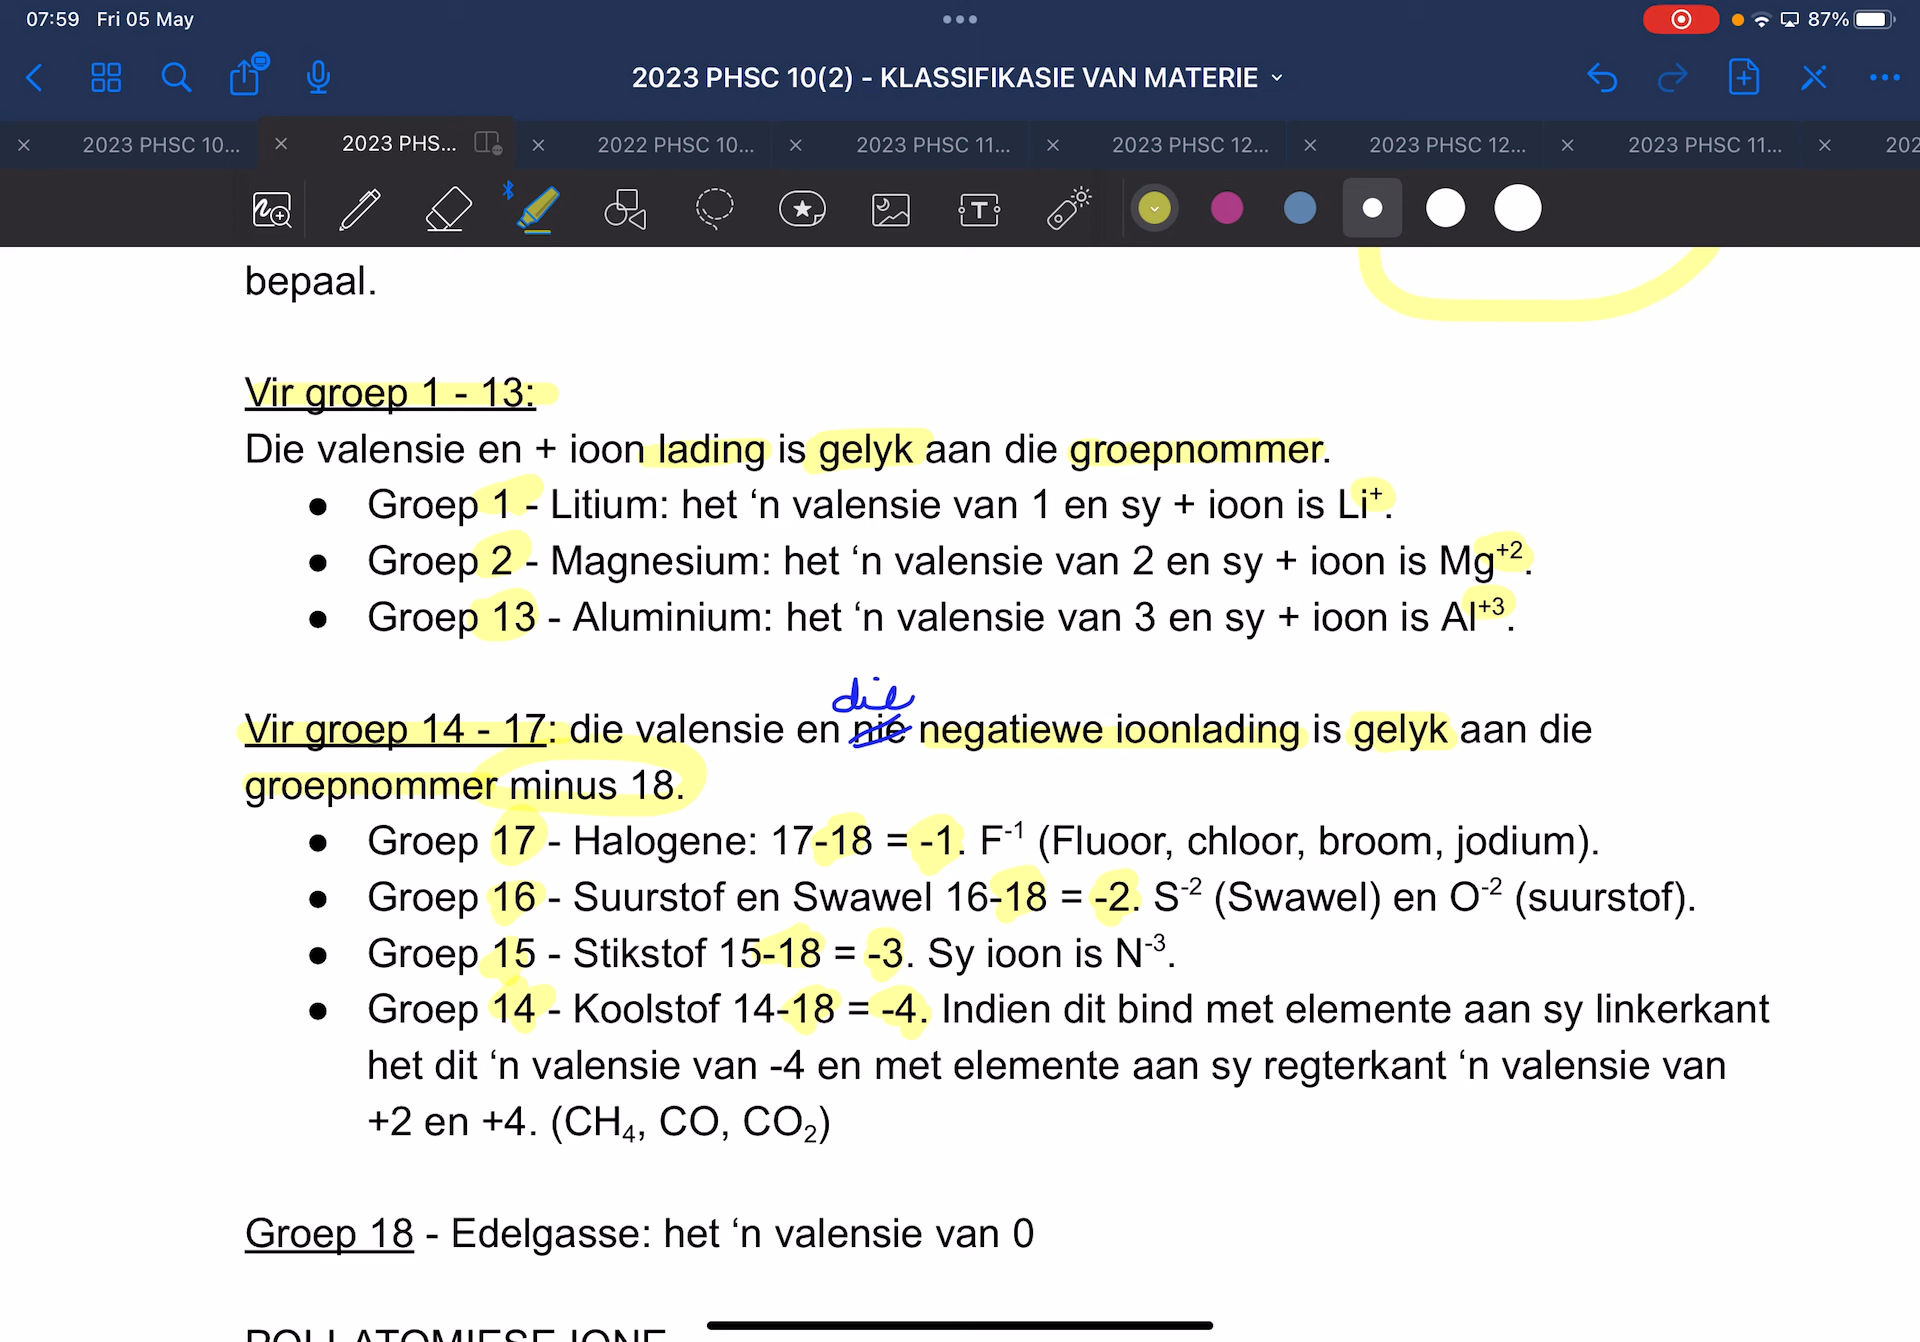 07:59 Fri 05 May
87%
2023 PHSC 10(2) - KLASSIFIKASIE VAN MATERIE
2023 PHSC 10... 2023 PHS... 2022 PHSC 10... 2023 PHSC 11... 2023 PHSC 12... 2023 PHSC 12... 2023 PHSC 11... 202
bepaal.
Vir groep 1 - 13:
Die valensie en + ioon lading is gelyk aan die groepnommer.
● Groep 1 - Litium: het ‘n valensie van 1 en sy + ioon is Li⁺.
● Groep 2 - Magnesium: het ‘n valensie van 2 en sy + ioon is Mg⁺².
● Groep 13 - Aluminium: het ‘n valensie van 3 en sy + ioon is Al⁺³.
die
Vir groep 14 - 17: die valensie en nie negatiewe ioonlading is gelyk aan die
groepnommer minus 18.
● Groep 17 - Halogene: 17-18 = -1. F⁻¹ (Fluoor, chloor, broom, jodium).
● Groep 16 - Suurstof en Swawel 16-18 = -2. S⁻² (Swawel) en O⁻² (suurstof).
● Groep 15 - Stikstof 15-18 = -3. Sy ioon is N⁻³.
● Groep 14 - Koolstof 14-18 = -4. Indien dit bind met elemente aan sy linkerkant
het dit ‘n valensie van -4 en met elemente aan sy regterkant ‘n valensie van
+2 en +4. (CH₄, CO, CO₂)
Groep 18 - Edelgasse: het ‘n valensie van 0